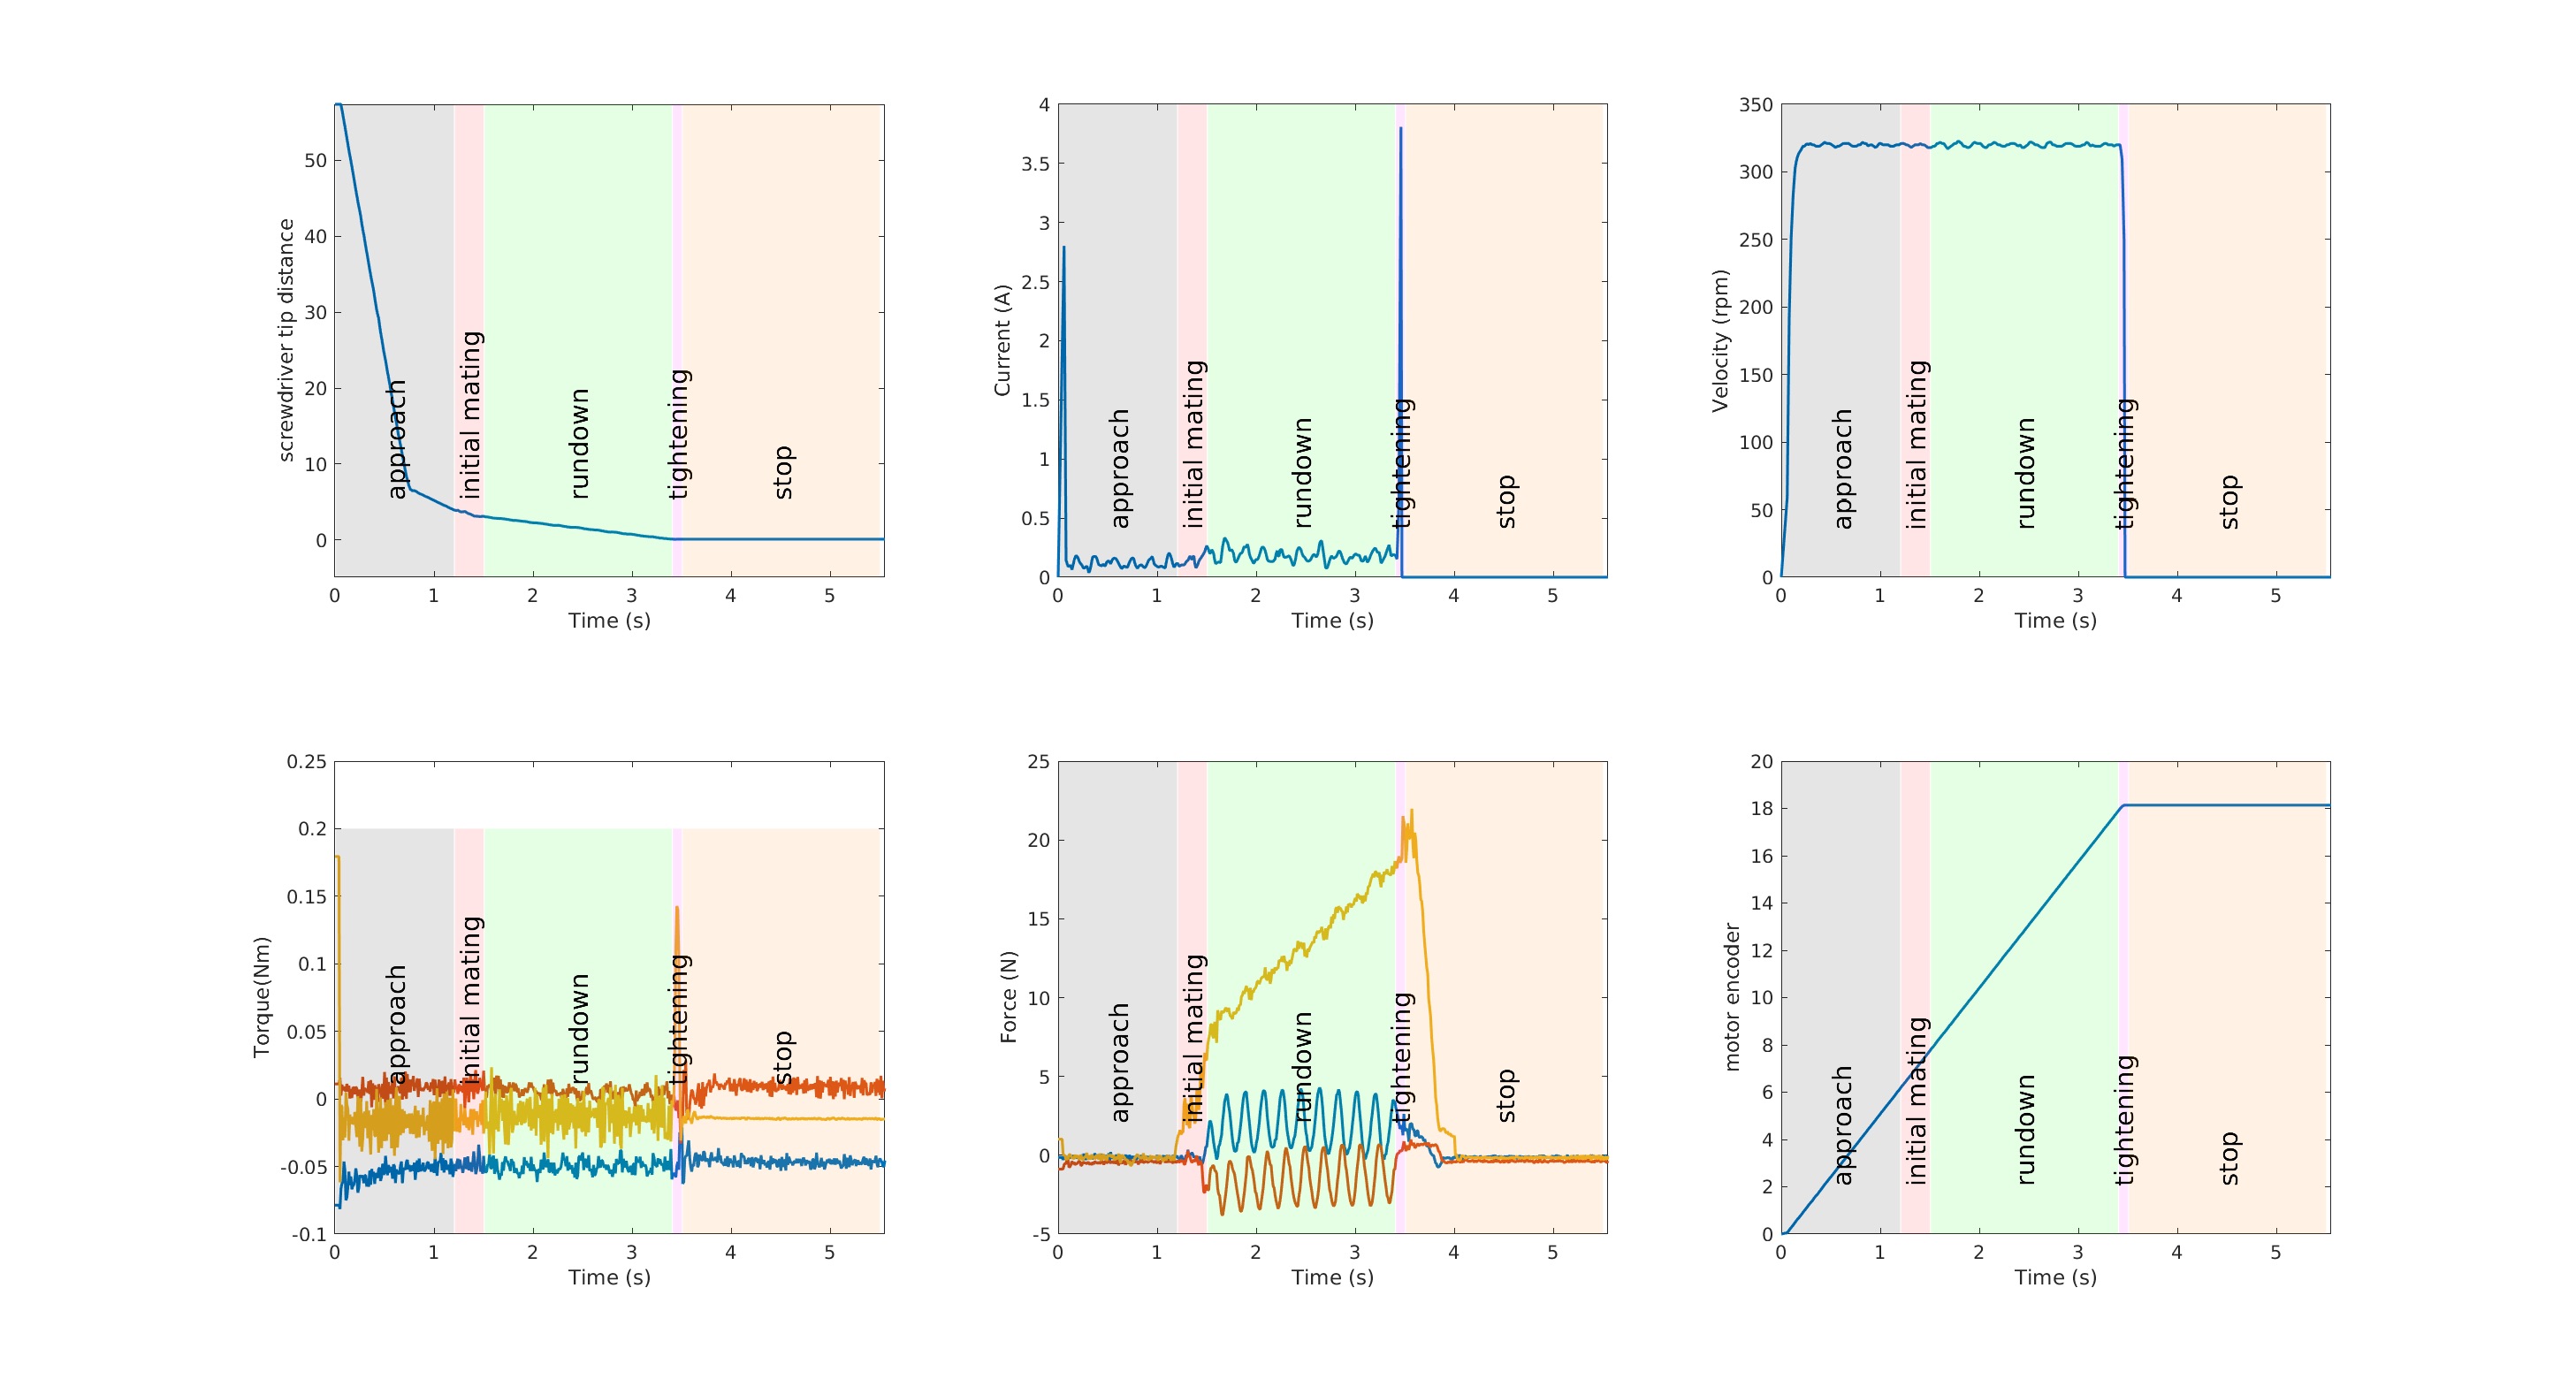 screwdriver tip distance
50
40
30
20
10
0
approach
initial mating
rundown
tightening
stop
0 1 2 3 4 5
Time (s)
Current (A)
4
3.5
3
2.5
2
1.5
1
0.5
0
approach
initial mating
rundown
tightening
stop
0 1 2 3 4 5
Time (s)
Velocity (rpm)
350
300
250
200
150
100
50
0
approach
initial mating
rundown
tightening
stop
0 1 2 3 4 5
Time (s)
Torque(Nm)
0.25
0.2
0.15
0.1
0.05
0
-0.05
-0.1
approach
initial mating
rundown
tightening
stop
0 1 2 3 4 5
Time (s)
Force (N)
25
20
15
10
5
0
-5
approach
initial mating
rundown
tightening
stop
0 1 2 3 4 5
Time (s)
motor encoder
20
18
16
14
12
10
8
6
4
2
0
approach
initial mating
rundown
tightening
stop
0 1 2 3 4 5
Time (s)